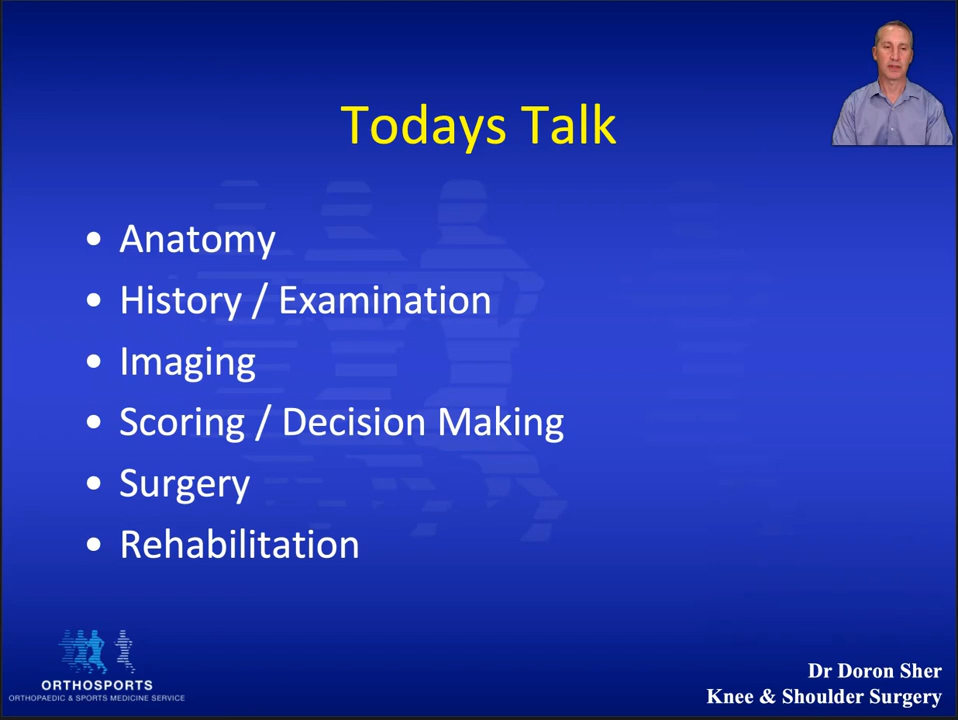 Todays Talk
• Anatomy
• History / Examination
• Imaging
• Scoring / Decision Making
• Surgery
• Rehabilitation
ORTHOSPORTS
ORTHOPAEDIC & SPORTS MEDICINE SERVICE
Dr Doron Sher
Knee & Shoulder Surgery